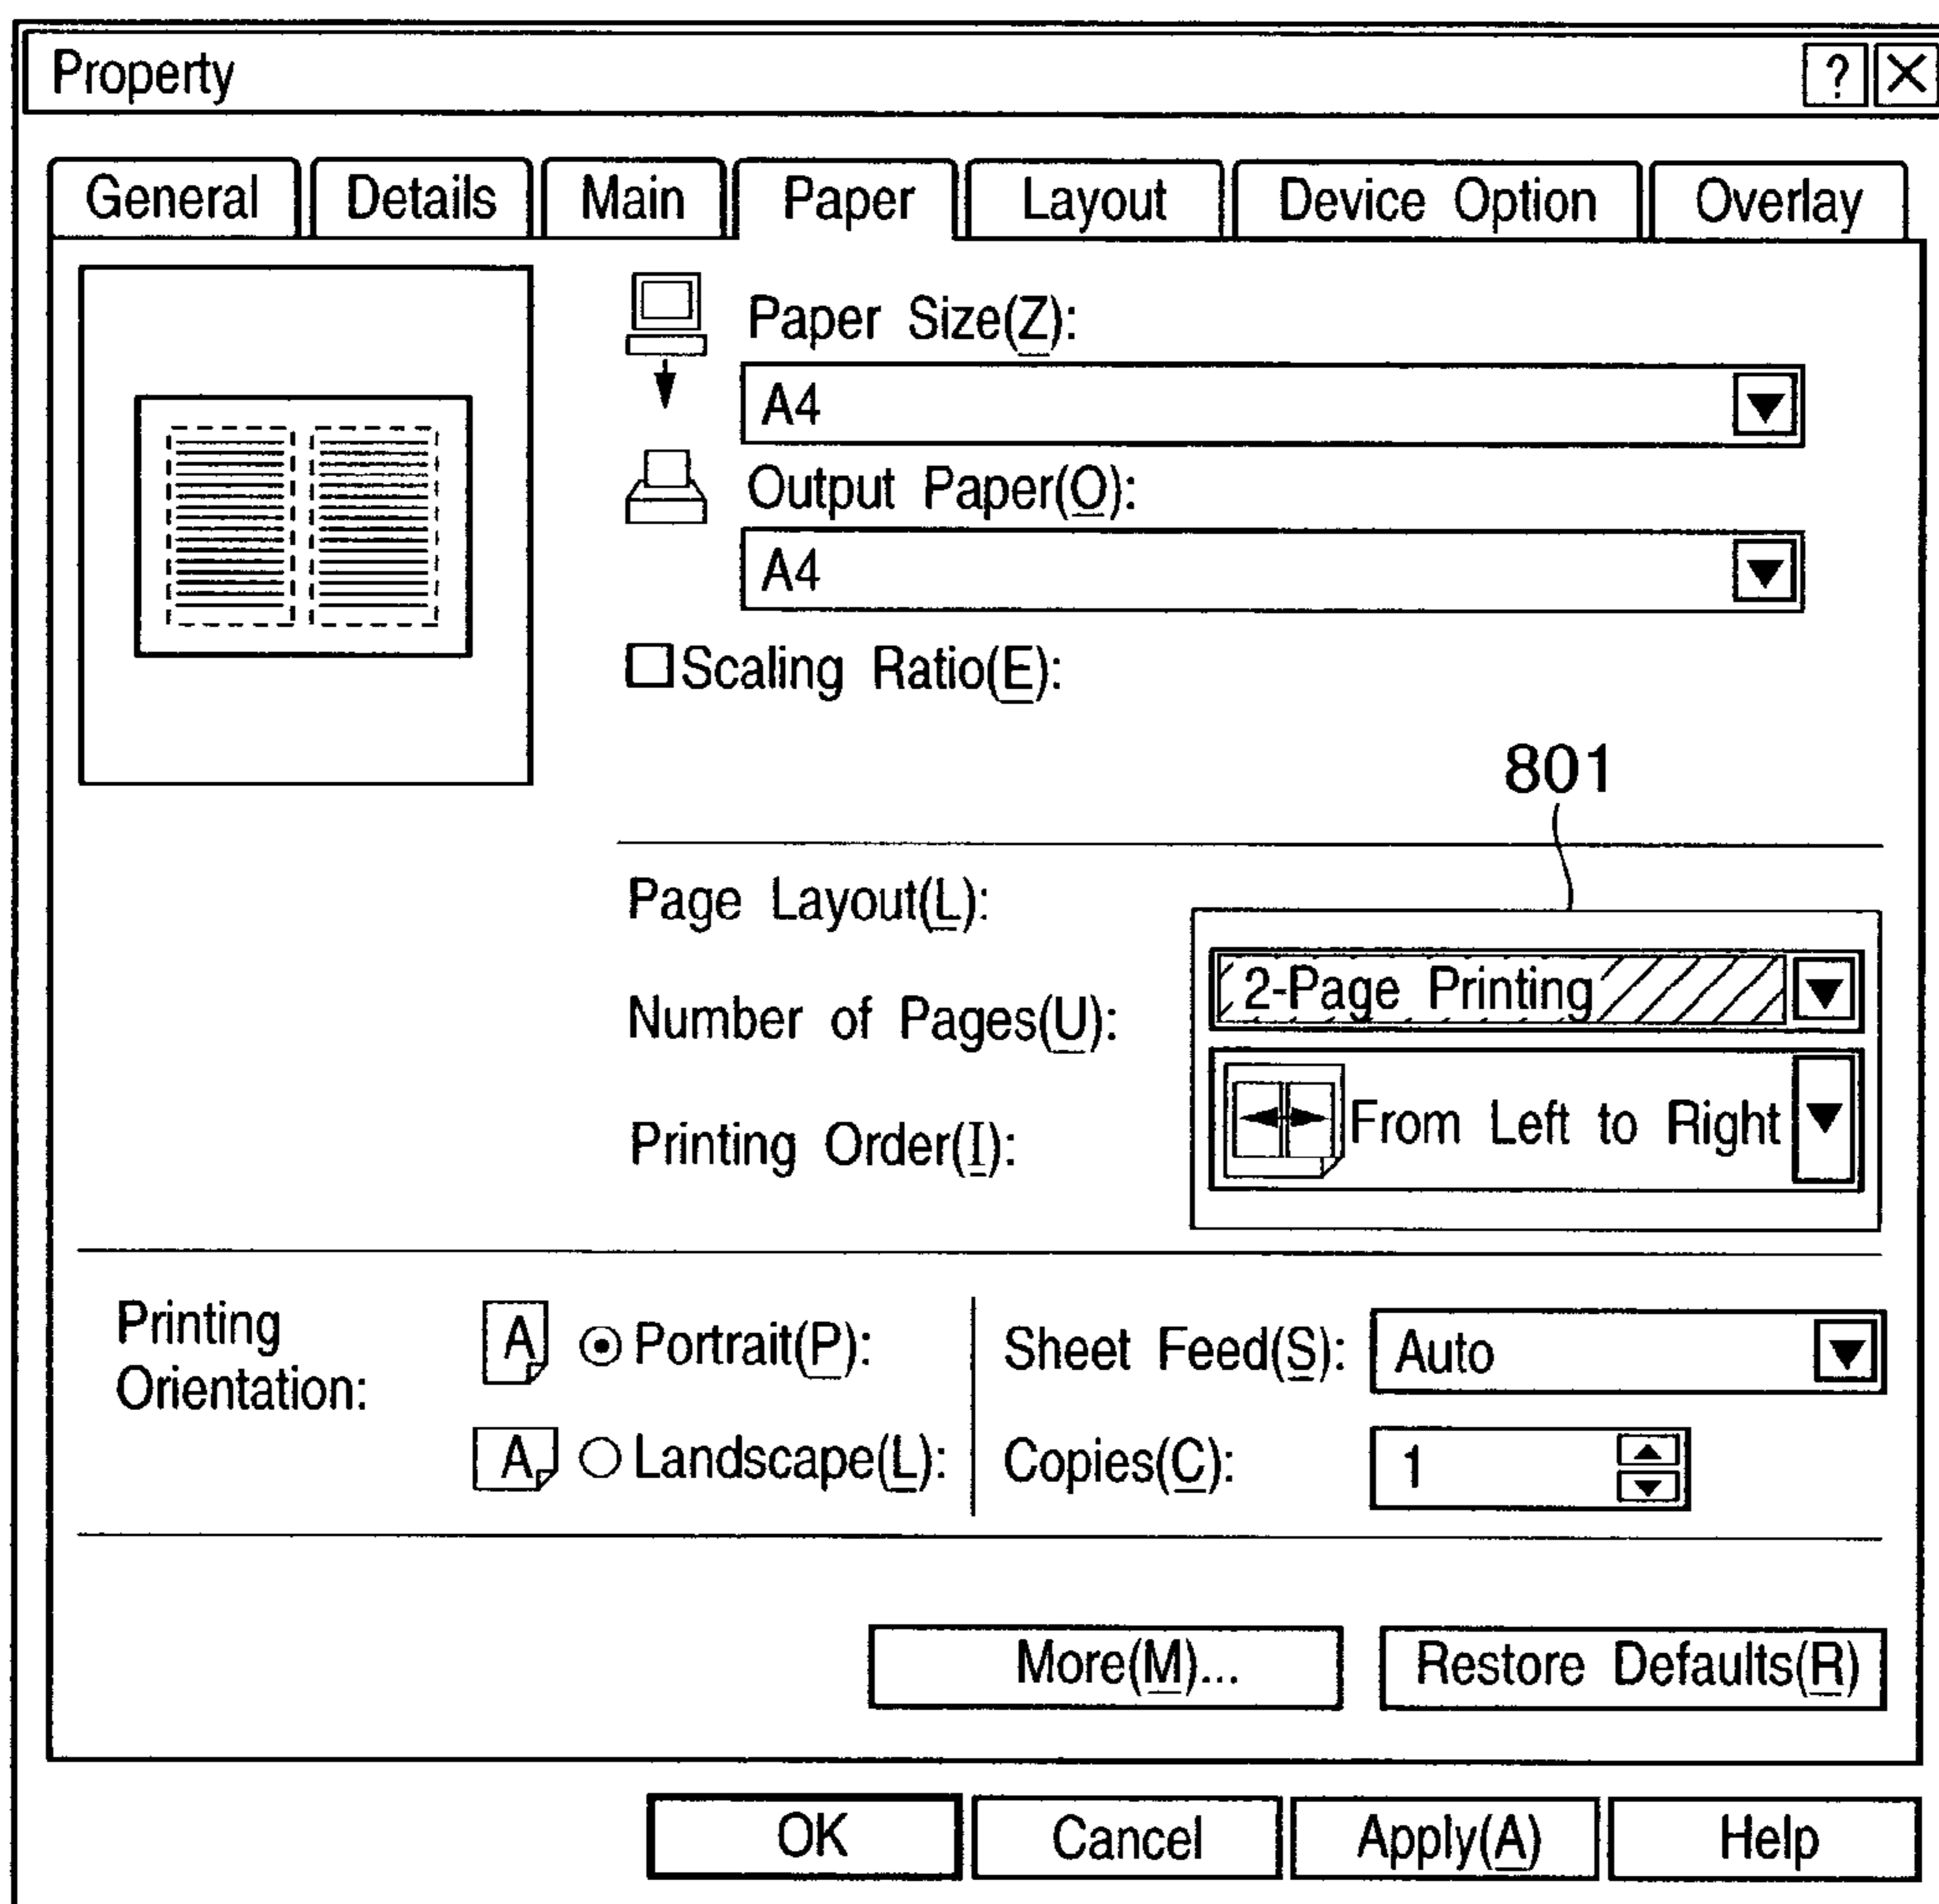 Property ? X
General Details Main Paper Layout Device Option Overlay
Paper Size(Z):
A4
Output Paper(O):
A4
Scaling Ratio(E):
801
Page Layout(L):
2-Page Printing
Number of Pages(U):
From Left to Right
Printing Order(I):
Printing
Orientation:
A Portrait(P):
A Landscape(L):
Sheet Feed(S): Auto
Copies(C): 1
More(M)... Restore Defaults(R)
OK Cancel Apply(A) Help